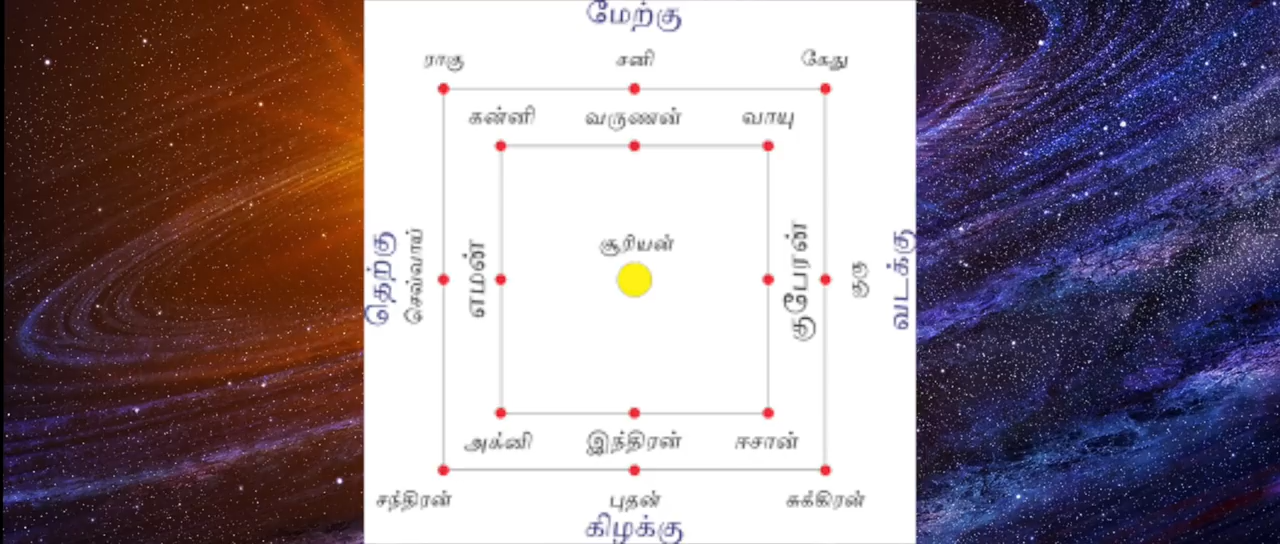 மேற்கு
ராகு சனி கேது
கன்னி வருணன் வாயு
தெற்கு
செவ்வாய்
எமன்
சூரியன்
குபேரன்
குரு
வடக்கு
அக்னி இந்திரன் ஈசான்
சந்திரன் புதன் சுக்கிரன்
கிழக்கு